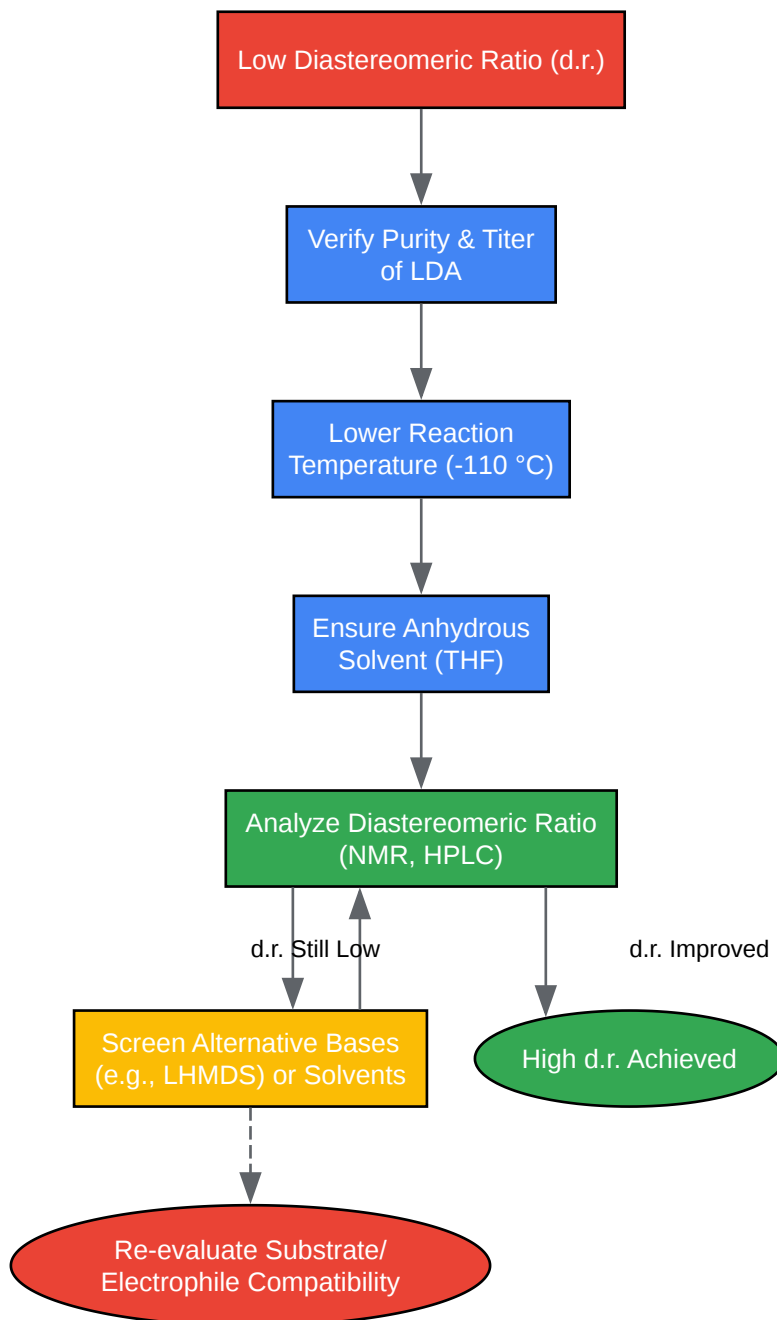 Low Diastereomeric Ratio (d.r.)
Verify Purity & Titer
of LDA
Lower Reaction
Temperature (-110 °C)
Ensure Anhydrous
Solvent (THF)
Analyze Diastereomeric Ratio
(NMR, HPLC)
d.r. Still Low
d.r. Improved
Screen Alternative Bases
(e.g., LHMDS) or Solvents
High d.r. Achieved
Re-evaluate Substrate/
Electrophile Compatibility